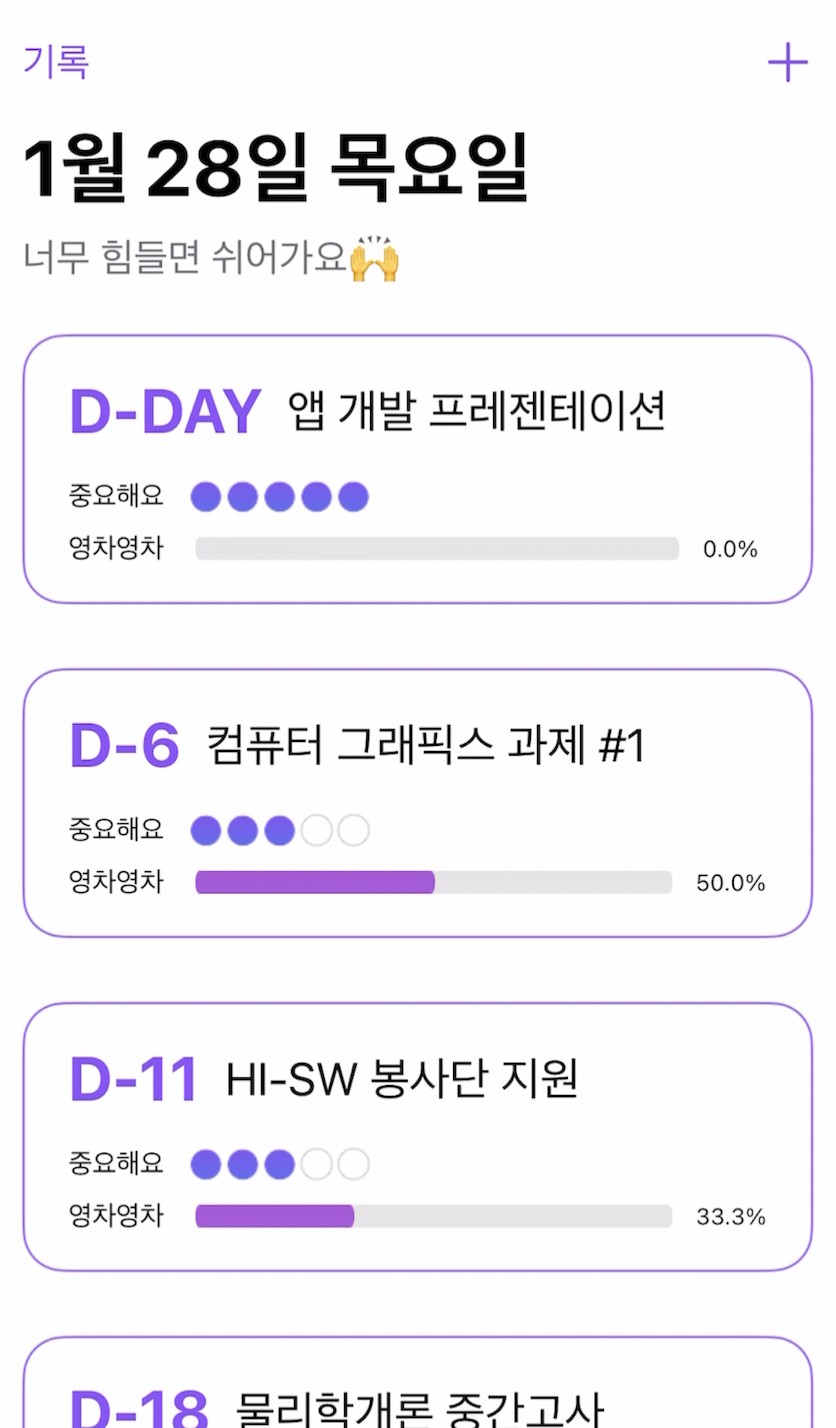 기록
1월 28일 목요일
너무 힘들면 쉬어가요🙌
D-DAY 앱 개발 프레젠테이션
중요해요
영차영차 0.0%
D-6 컴퓨터 그래픽스 과제 #1
중요해요
영차영차 50.0%
D-11 HI-SW 봉사단 지원
중요해요
영차영차 33.3%
D-18 물리학개론 중간고사